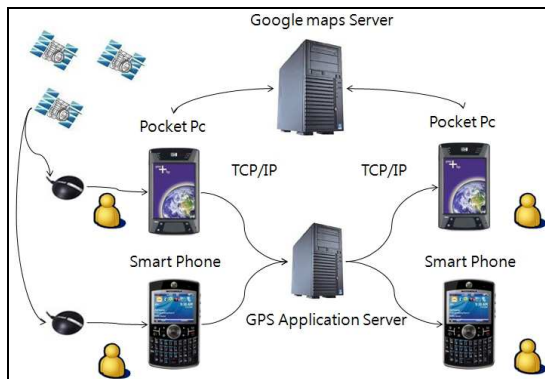 Google maps Server
Pocket Pc
Pocket Pc
TCP/IP
TCP/IP
Smart Phone
Smart Phone
GPS Application Server